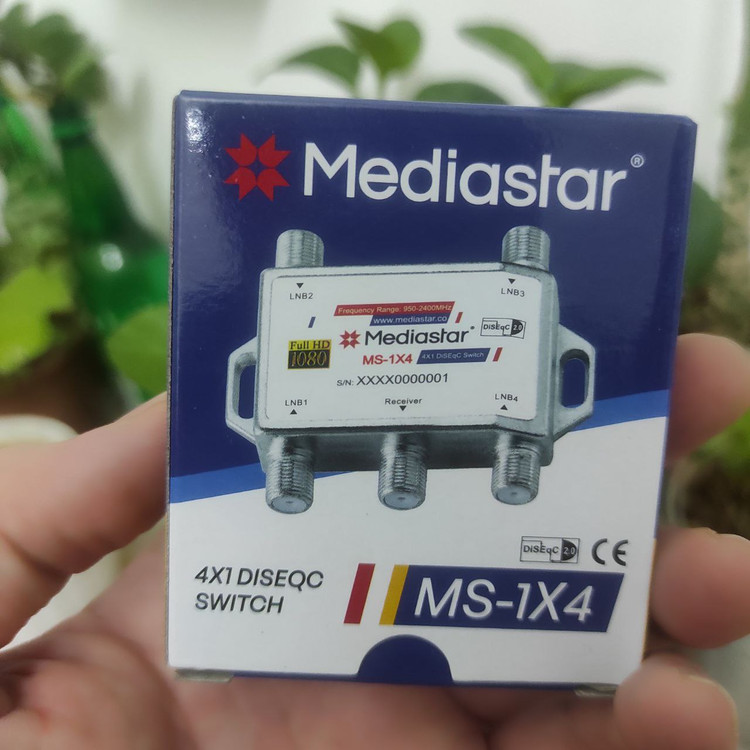 Mediastar®
LNB2
LNB3
Frequency Range: 950-2400MHz
www.mediastar.co
DiSEqC 2.0
Mediastar®
Full HD
1080
MS-1X4
4X1 DiSEqC Switch
S/N: XXXX0000001
LNB1
Receiver
LNB4
DiSEqC 2.0
CE
4X1 DISEQC
SWITCH
MS-1X4